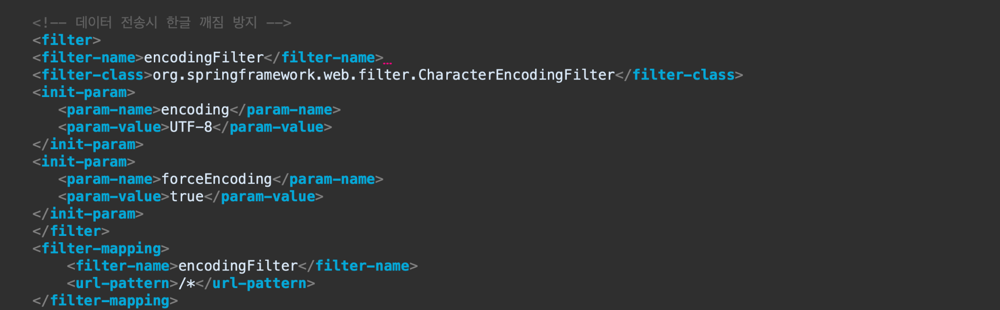 <!-- 데이터 전송시 한글 깨짐 방지 -->
<filter>
<filter-name>encodingFilter</filter-name>
<filter-class>org.springframework.web.filter.CharacterEncodingFilter</filter-class>
<init-param>
   <param-name>encoding</param-name>
   <param-value>UTF-8</param-value>
</init-param>
<init-param>
   <param-name>forceEncoding</param-name>
   <param-value>true</param-value>
</init-param>
</filter>
<filter-mapping>
    <filter-name>encodingFilter</filter-name>
    <url-pattern>/*</url-pattern>
</filter-mapping>